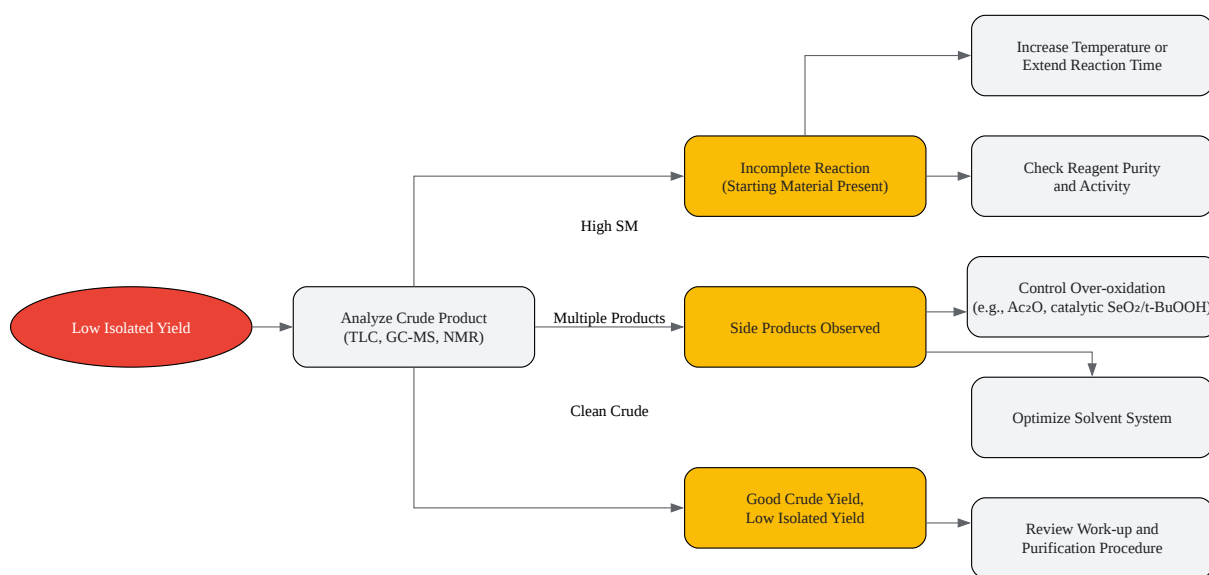 Increase Temperature or
Extend Reaction Time
Incomplete Reaction
(Starting Material Present)
Check Reagent Purity
and Activity
High SM
Low Isolated Yield
Analyze Crude Product
(TLC, GC-MS, NMR)
Multiple Products
Side Products Observed
Control Over-oxidation
(e.g., Ac₂O, catalytic SeO₂/t-BuOOH)
Clean Crude
Optimize Solvent System
Good Crude Yield,
Low Isolated Yield
Review Work-up and
Purification Procedure